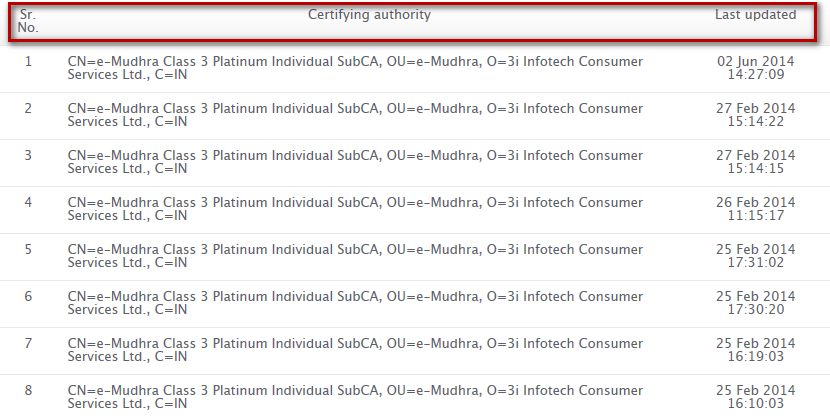 Sr. No. Certifying authority Last updated
1 CN=e-Mudhra Class 3 Platinum Individual SubCA, OU=e-Mudhra, O=3i Infotech Consumer 02 Jun 2014
Services Ltd., C=IN 14:27:09
2 CN=e-Mudhra Class 3 Platinum Individual SubCA, OU=e-Mudhra, O=3i Infotech Consumer 27 Feb 2014
Services Ltd., C=IN 15:14:22
3 CN=e-Mudhra Class 3 Platinum Individual SubCA, OU=e-Mudhra, O=3i Infotech Consumer 27 Feb 2014
Services Ltd., C=IN 15:14:15
4 CN=e-Mudhra Class 3 Platinum Individual SubCA, OU=e-Mudhra, O=3i Infotech Consumer 26 Feb 2014
Services Ltd., C=IN 11:15:17
5 CN=e-Mudhra Class 3 Platinum Individual SubCA, OU=e-Mudhra, O=3i Infotech Consumer 25 Feb 2014
Services Ltd., C=IN 17:31:02
6 CN=e-Mudhra Class 3 Platinum Individual SubCA, OU=e-Mudhra, O=3i Infotech Consumer 25 Feb 2014
Services Ltd., C=IN 17:30:20
7 CN=e-Mudhra Class 3 Platinum Individual SubCA, OU=e-Mudhra, O=3i Infotech Consumer 25 Feb 2014
Services Ltd., C=IN 16:19:03
8 CN=e-Mudhra Class 3 Platinum Individual SubCA, OU=e-Mudhra, O=3i Infotech Consumer 25 Feb 2014
Services Ltd., C=IN 16:10:03